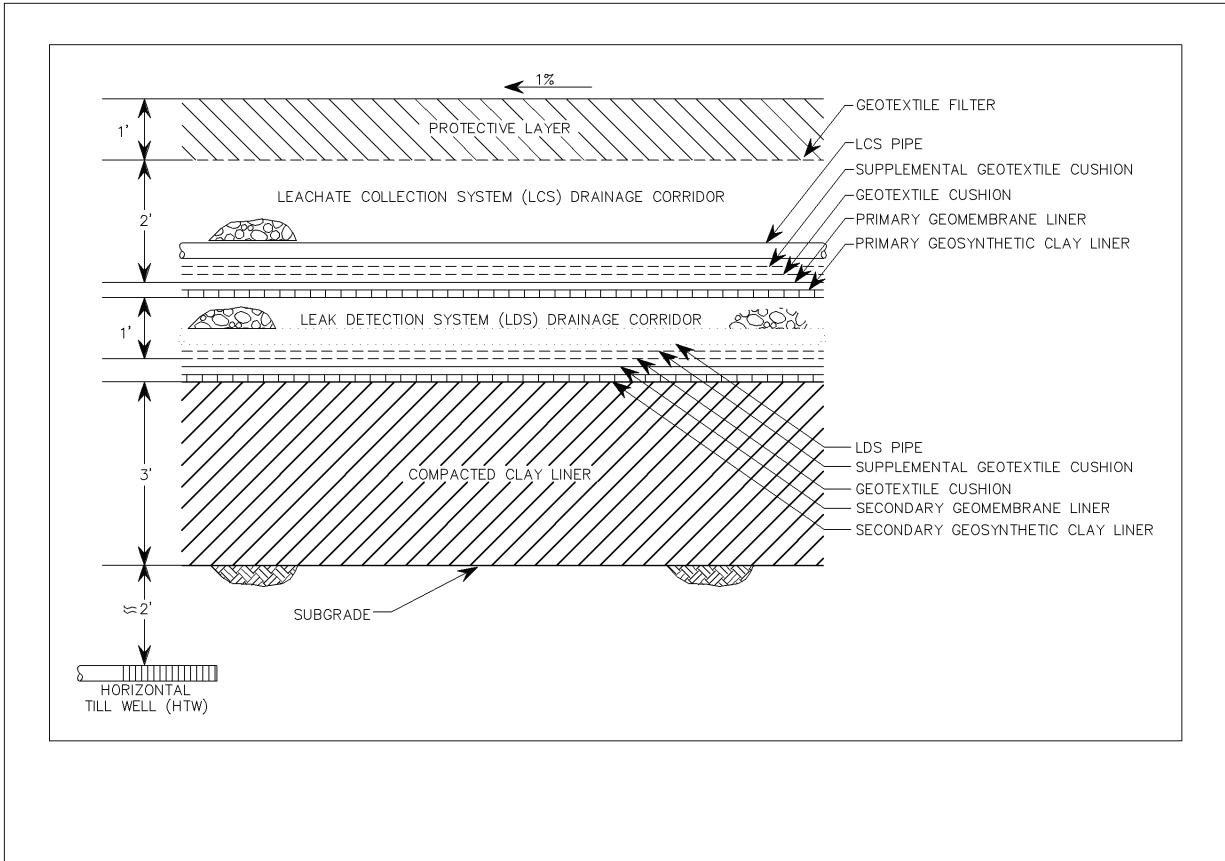 1%
GEOTEXTILE FILTER
1'
PROTECTIVE LAYER
LCS PIPE
SUPPLEMENTAL GEOTEXTILE CUSHION
GEOTEXTILE CUSHION
PRIMARY GEOMEMBRANE LINER
PRIMARY GEOSYNTHETIC CLAY LINER
2'
LEACHATE COLLECTION SYSTEM (LCS) DRAINAGE CORRIDOR
1'
LEAK DETECTION SYSTEM (LDS) DRAINAGE CORRIDOR
LDS PIPE
SUPPLEMENTAL GEOTEXTILE CUSHION
GEOTEXTILE CUSHION
SECONDARY GEOMEMBRANE LINER
SECONDARY GEOSYNTHETIC CLAY LINER
3'
COMPACTED CLAY LINER
≈2'
SUBGRADE
HORIZONTAL
TILL WELL (HTW)